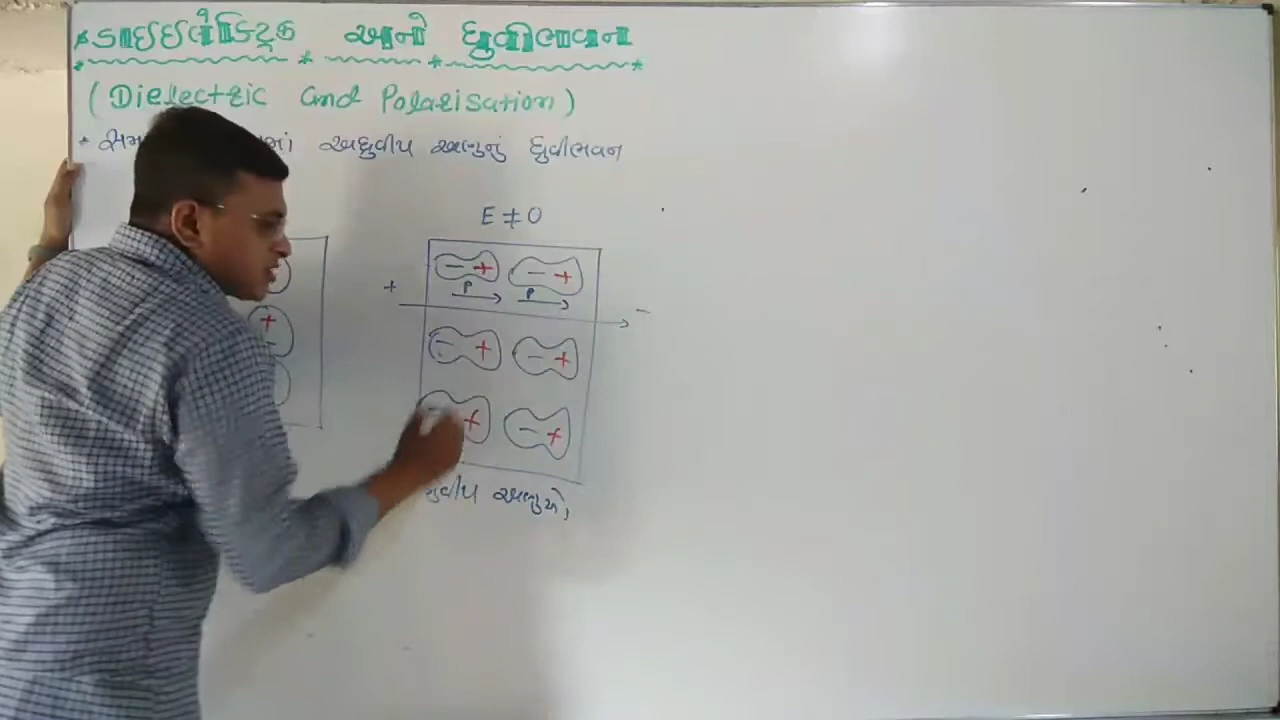 * ડાઇઇલેક્ટ્રિક અને ધ્રુવીભવન
(Dielectric and Polarisation)
* અધ્રુવીય અણુનું ધ્રુવીભવન
E ≠ 0
- + - +
+ P P -
+ - + - +
+ - +
અણુઓ,